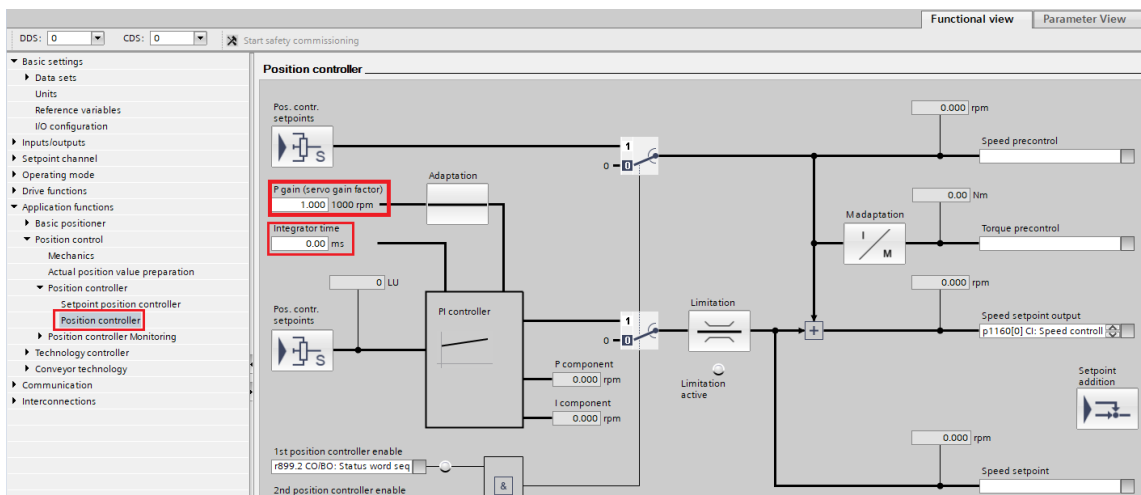 Functional view
Parameter View
DDS: 0
CDS: 0
Start safety commissioning
Basic settings
Data sets
Units
Reference variables
I/O configuration
Inputs/outputs
Setpoint channel
Operating mode
Drive functions
Application functions
Basic positioner
Position control
Mechanics
Actual position value preparation
Position controller
Setpoint position controller
Position controller
Position controller Monitoring
Technology controller
Conveyor technology
Communication
Interconnections
Position controller
Pos. contr.
setpoints
S
1
0
0
Adaptation
P gain (servo gain factor)
1.000 1000 rpm
Integrator time
0.00 ms
0 LU
Pos. contr.
setpoints
S
PI controller
1
0
0
P component
0.000 rpm
I component
0.000 rpm
Limitation
Limitation
active
1st position controller enable
r899.2 CO/BO: Status word seq
2nd position controller enable
&
0.000 rpm
Speed precontrol
0.00 Nm
M adaptation
I
M
Torque precontrol
0.000 rpm
+
Speed setpoint output
p1160[0] CI: Speed controll
Setpoint
addition
0.000 rpm
Speed setpoint